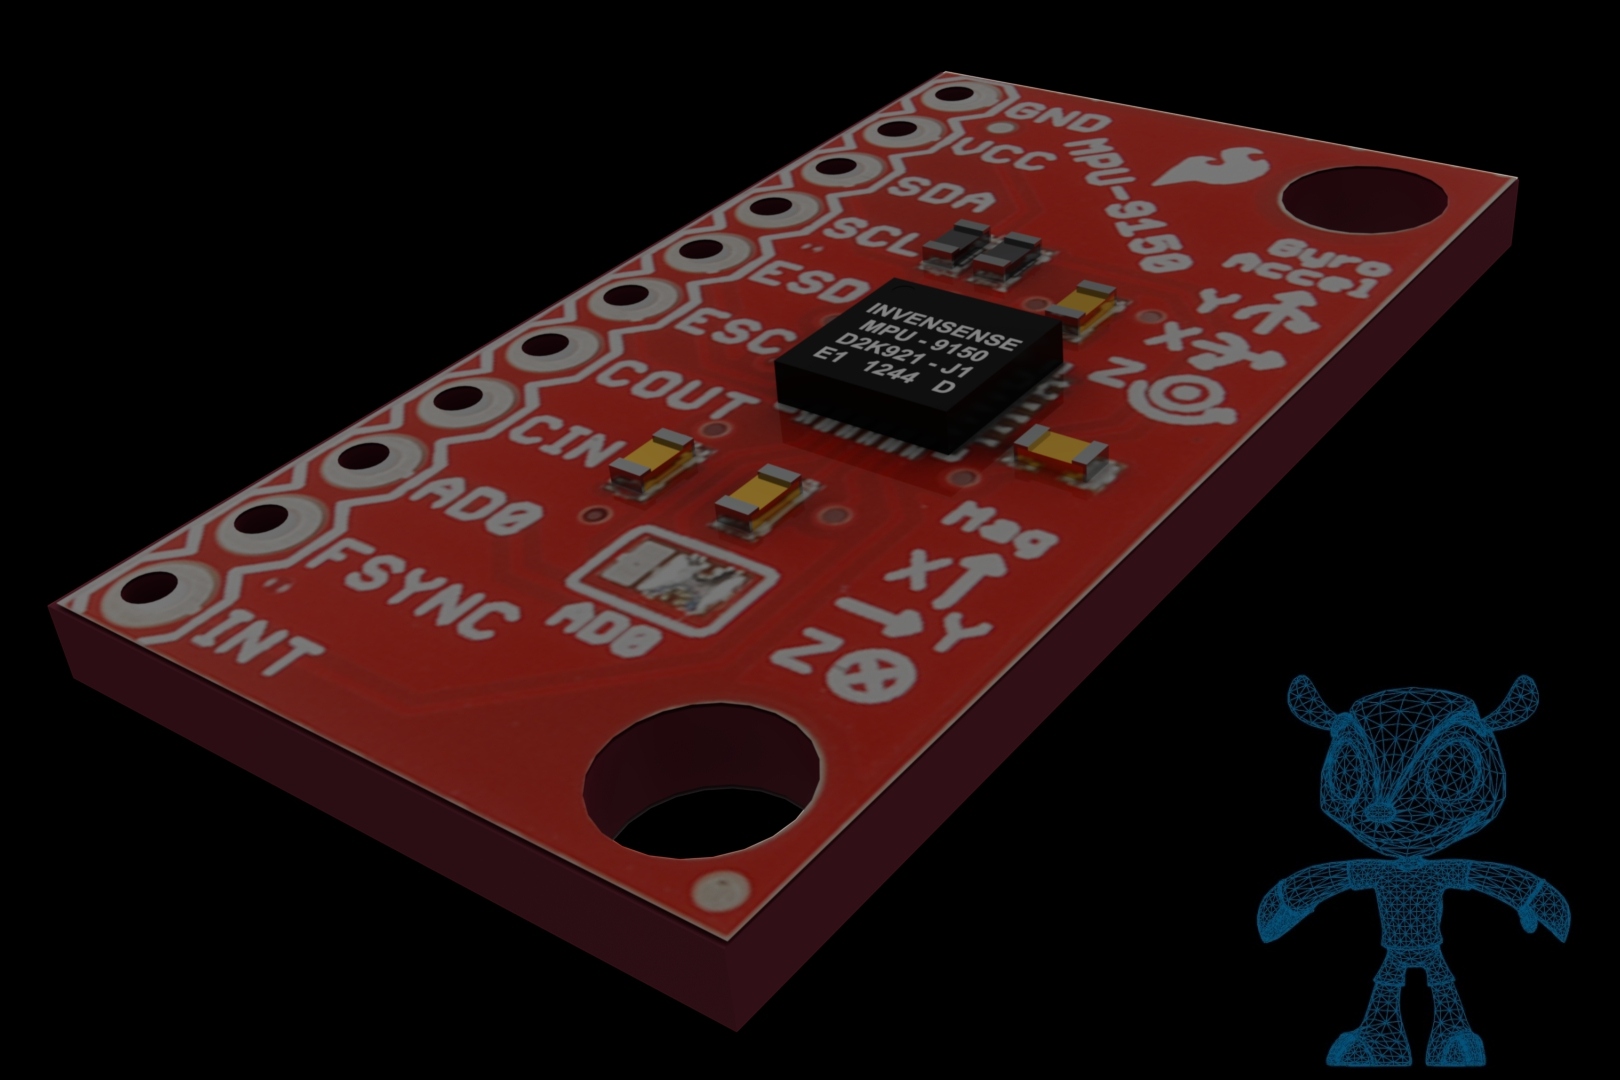 GND
VCC
SDA
SCL
ESD
ESC
COUT
CIN
AD0
FSYNC
INT
MPU-9150
Gyro
Accel
Y
X
Z
INVENSENSE
MPU - 9150
D2K921 - J1
E1 1244 D
Mag
X
Y
Z
AD0